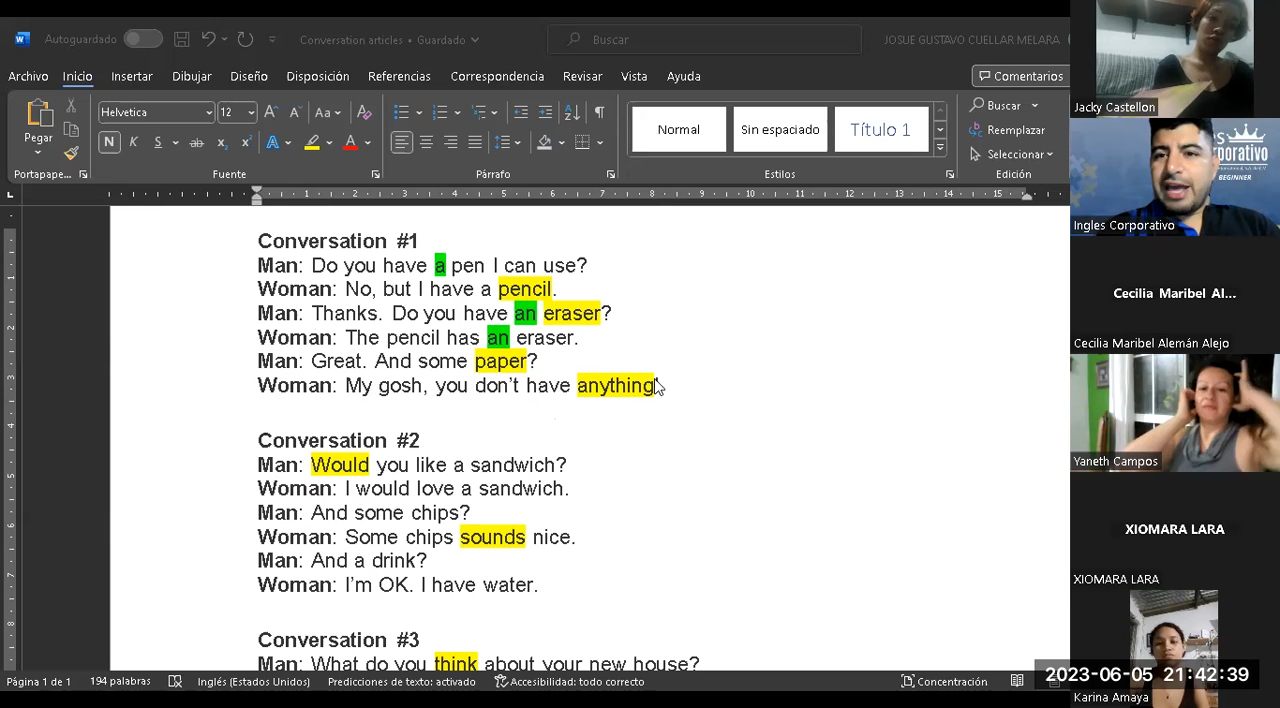 Autoguardado
Conversation articles • Guardado
Buscar
JOSUE GUSTAVO CUELLAR MELARA
Archivo Inicio Insertar Dibujar Diseño Disposición Referencias Correspondencia Revisar Vista Ayuda
Comentarios
Pegar
Helvetica 12
Normal
Sin espaciado
Título 1
Buscar
Reemplazar
Seleccionar
Portapape... Fuente Párrafo Estilos Edición
Conversation #1
Man: Do you have a pen I can use?
Woman: No, but I have a pencil.
Man: Thanks. Do you have an eraser?
Woman: The pencil has an eraser.
Man: Great. And some paper?
Woman: My gosh, you don’t have anything
Conversation #2
Man: Would you like a sandwich?
Woman: I would love a sandwich.
Man: And some chips?
Woman: Some chips sounds nice.
Man: And a drink?
Woman: I’m OK. I have water.
Conversation #3
Man: What do you think about your new house?
Página 1 de 1 194 palabras Inglés (Estados Unidos) Predicciones de texto: activado Accesibilidad: todo correcto Concentración
Jacky Castellon
BEGINNER
Ingles Corporativo
Cecilia Maribel Al...
Cecilia Maribel Alemán Alejo
Yaneth Campos
XIOMARA LARA
XIOMARA LARA
2023-06-05 21:42:39
Karina Amaya